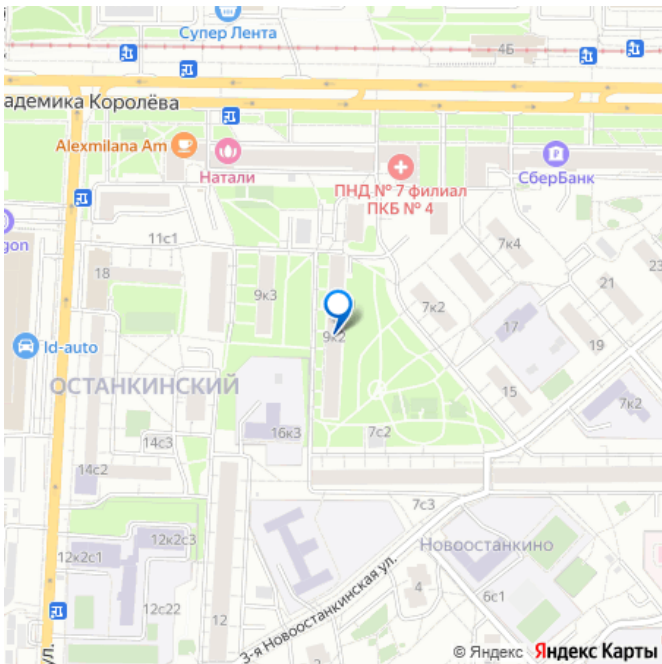 Супер Лента
4Б
адемика Королёва
Alexmilana Am
Натали
ПНД № 7 филиал
ПКБ № 4
СберБанк
gon
11с1
7к4
18
23
21
9к3
7к2
17
9к2
19
Id-auto
ОСТАНКИНСКИЙ
15
7к2
16к3
7с2
14с3
14с2
7с3
12к2с3
Новоостанкино
12к2с1
3-я Новоостанкинская ул.
4
6с1
12с22
12
ул.
© Яндекс Яндекс Карты